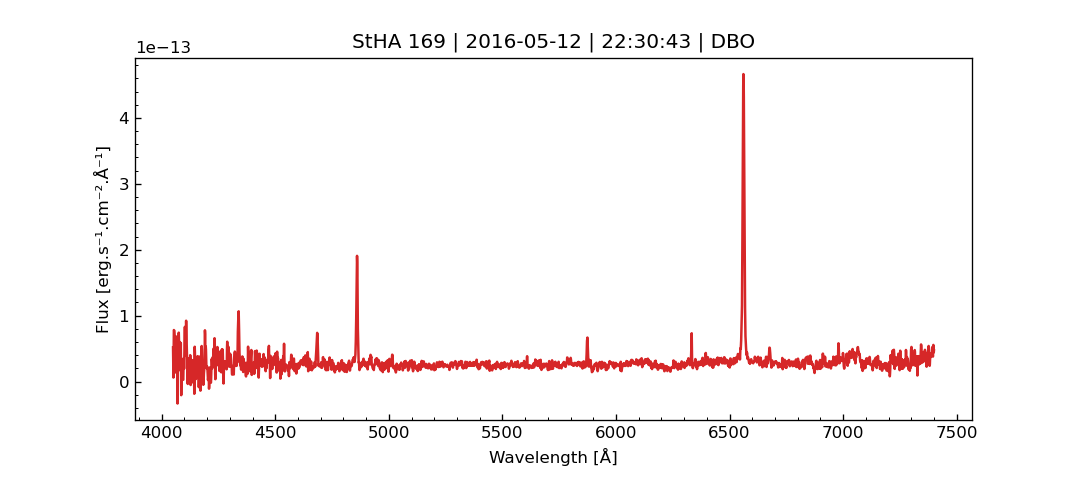 StHA 169 | 2016-05-12 | 22:30:43 | DBO
1e−13
4
3
2
1
0
Flux [erg.s⁻¹.cm⁻².Å⁻¹]
4000 4500 5000 5500 6000 6500 7000 7500
Wavelength [Å]